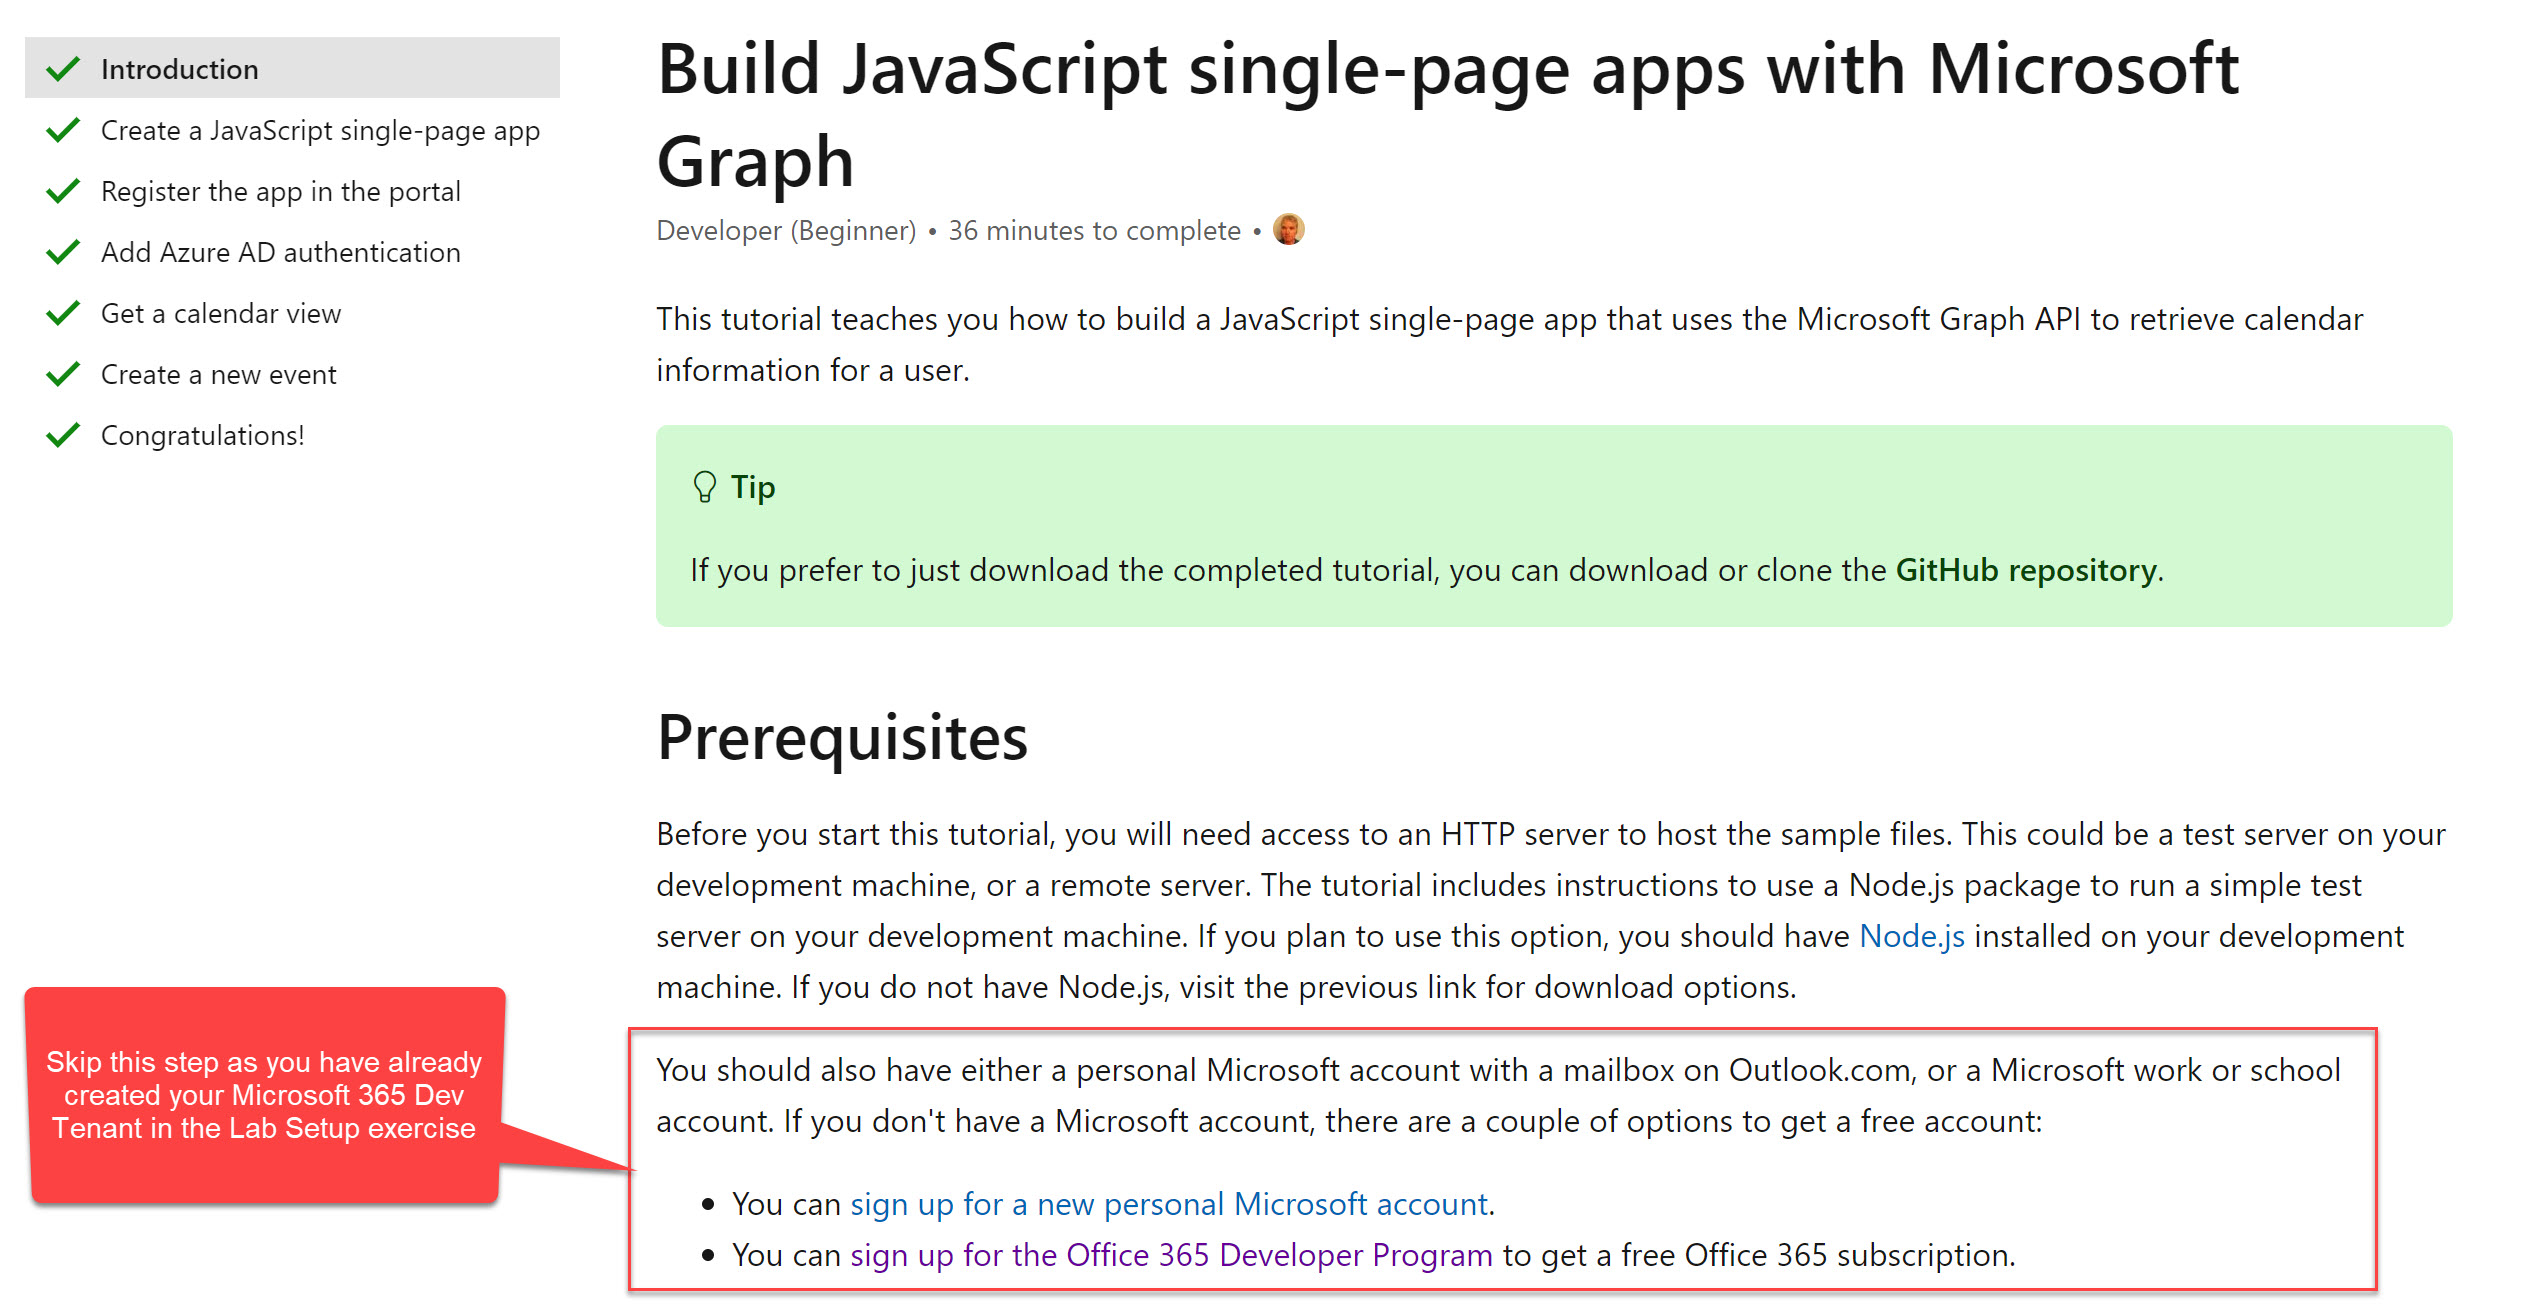 Introduction
Create a JavaScript single-page app
Register the app in the portal
Add Azure AD authentication
Get a calendar view
Create a new event
Congratulations!
Build JavaScript single-page apps with Microsoft
Graph
Developer (Beginner) • 36 minutes to complete •
This tutorial teaches you how to build a JavaScript single-page app that uses the Microsoft Graph API to retrieve calendar
information for a user.
Tip
If you prefer to just download the completed tutorial, you can download or clone the GitHub repository.
Prerequisites
Before you start this tutorial, you will need access to an HTTP server to host the sample files. This could be a test server on your
development machine, or a remote server. The tutorial includes instructions to use a Node.js package to run a simple test
server on your development machine. If you plan to use this option, you should have Node.js installed on your development
machine. If you do not have Node.js, visit the previous link for download options.
Skip this step as you have already
created your Microsoft 365 Dev
Tenant in the Lab Setup exercise
You should also have either a personal Microsoft account with a mailbox on Outlook.com, or a Microsoft work or school
account. If you don't have a Microsoft account, there are a couple of options to get a free account:
• You can sign up for a new personal Microsoft account.
• You can sign up for the Office 365 Developer Program to get a free Office 365 subscription.